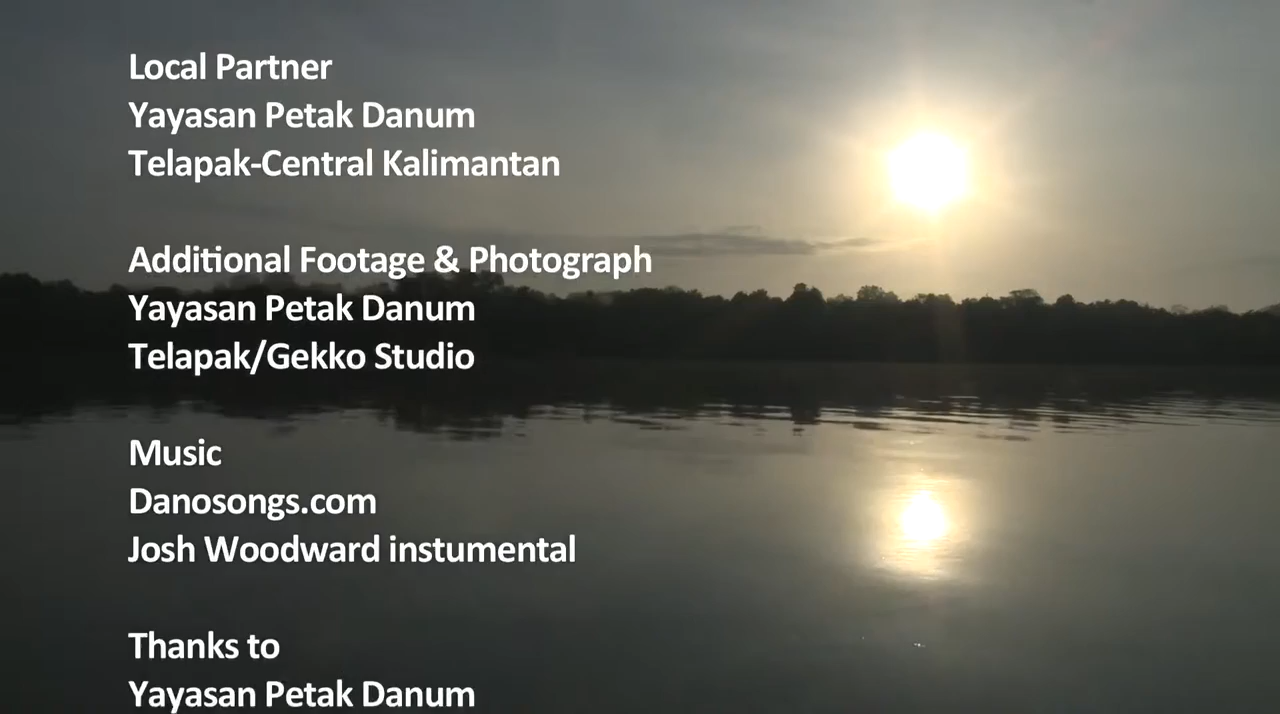 Local Partner
Yayasan Petak Danum
Telapak-Central Kalimantan
Additional Footage & Photograph
Yayasan Petak Danum
Telapak/Gekko Studio
Music
Danosongs.com
Josh Woodward instumental
Thanks to
Yayasan Petak Danum